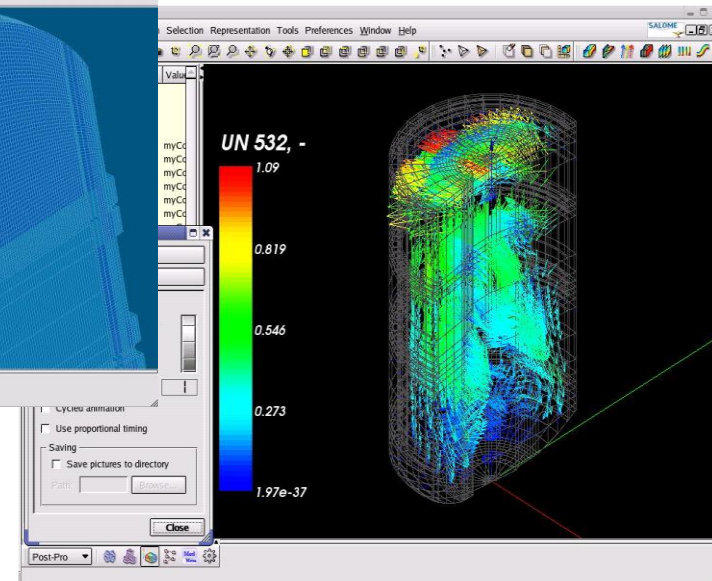 Selection Representation Tools Preferences Window Help
SALOME
Valu
myCo
myCo
myCo
myCo
myCo
myCo
UN 532, -
1.09
0.819
0.546
0.273
1.97e-37
Cycled animation
Use proportional timing
Saving
Save pictures to directory
Path:
Browse...
Close
Post-Pro